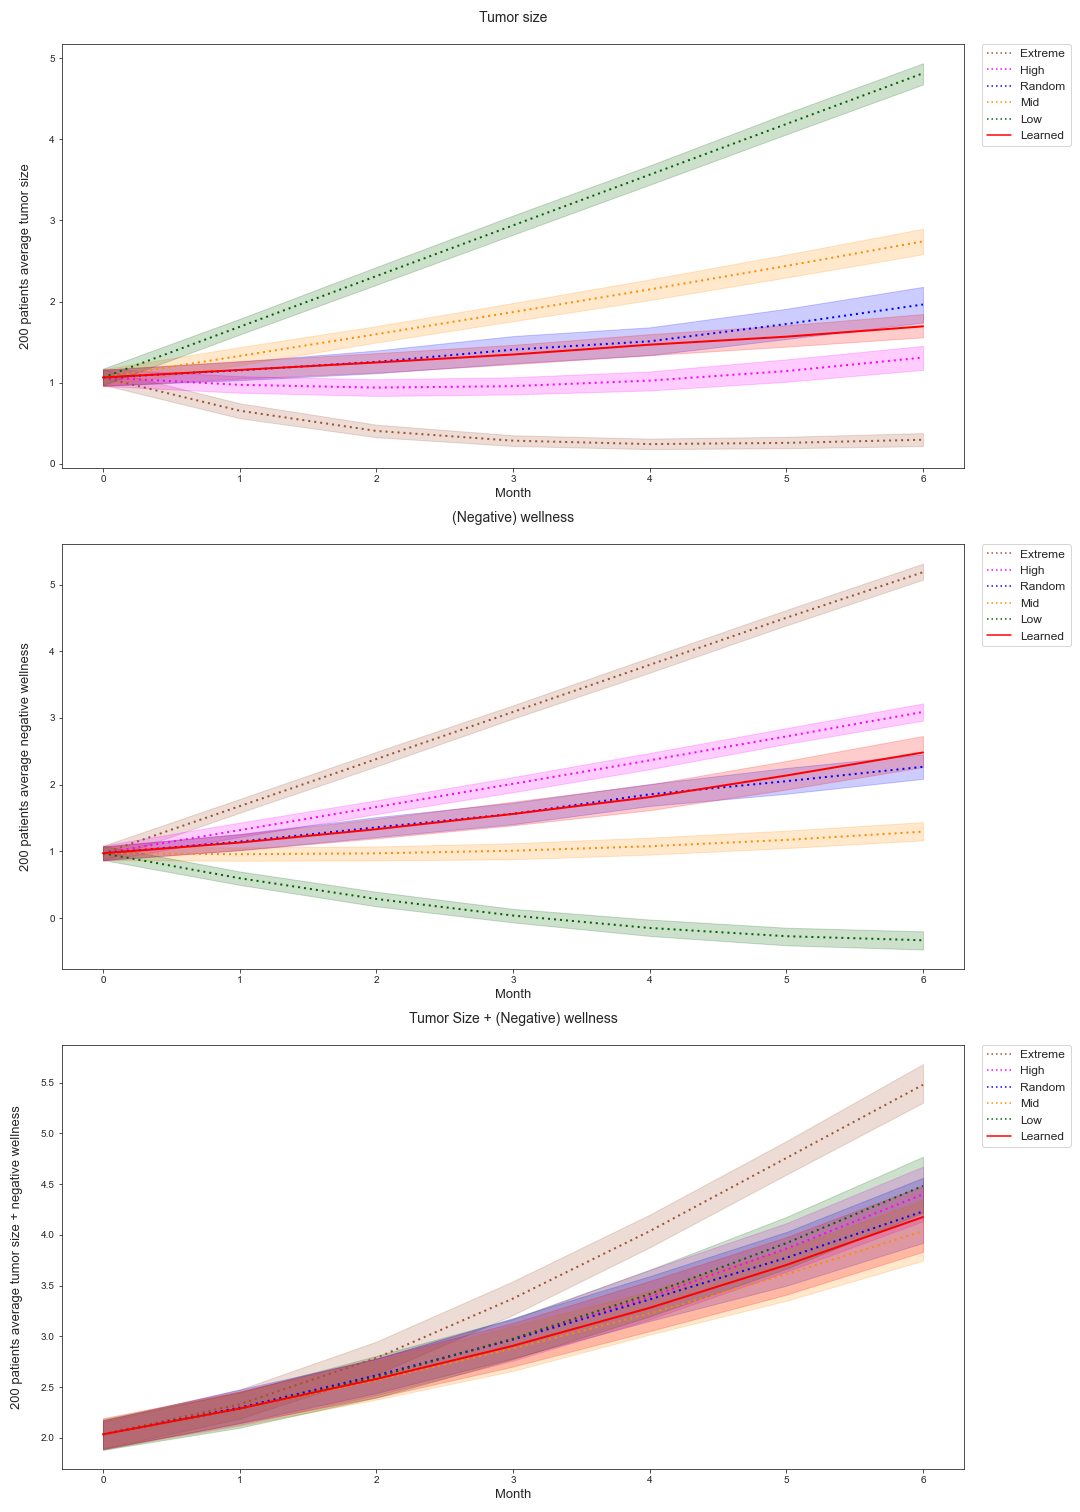 Tumor size
200 patients average tumor size
5
4
3
2
1
0
0 1 2 3 4 5 6
Month
Extreme
High
Random
Mid
Low
Learned
(Negative) wellness
200 patients average negative wellness
5
4
3
2
1
0
0 1 2 3 4 5 6
Month
Extreme
High
Random
Mid
Low
Learned
Tumor Size + (Negative) wellness
200 patients average tumor size + negative wellness
5.5
5.0
4.5
4.0
3.5
3.0
2.5
2.0
0 1 2 3 4 5 6
Month
Extreme
High
Random
Mid
Low
Learned